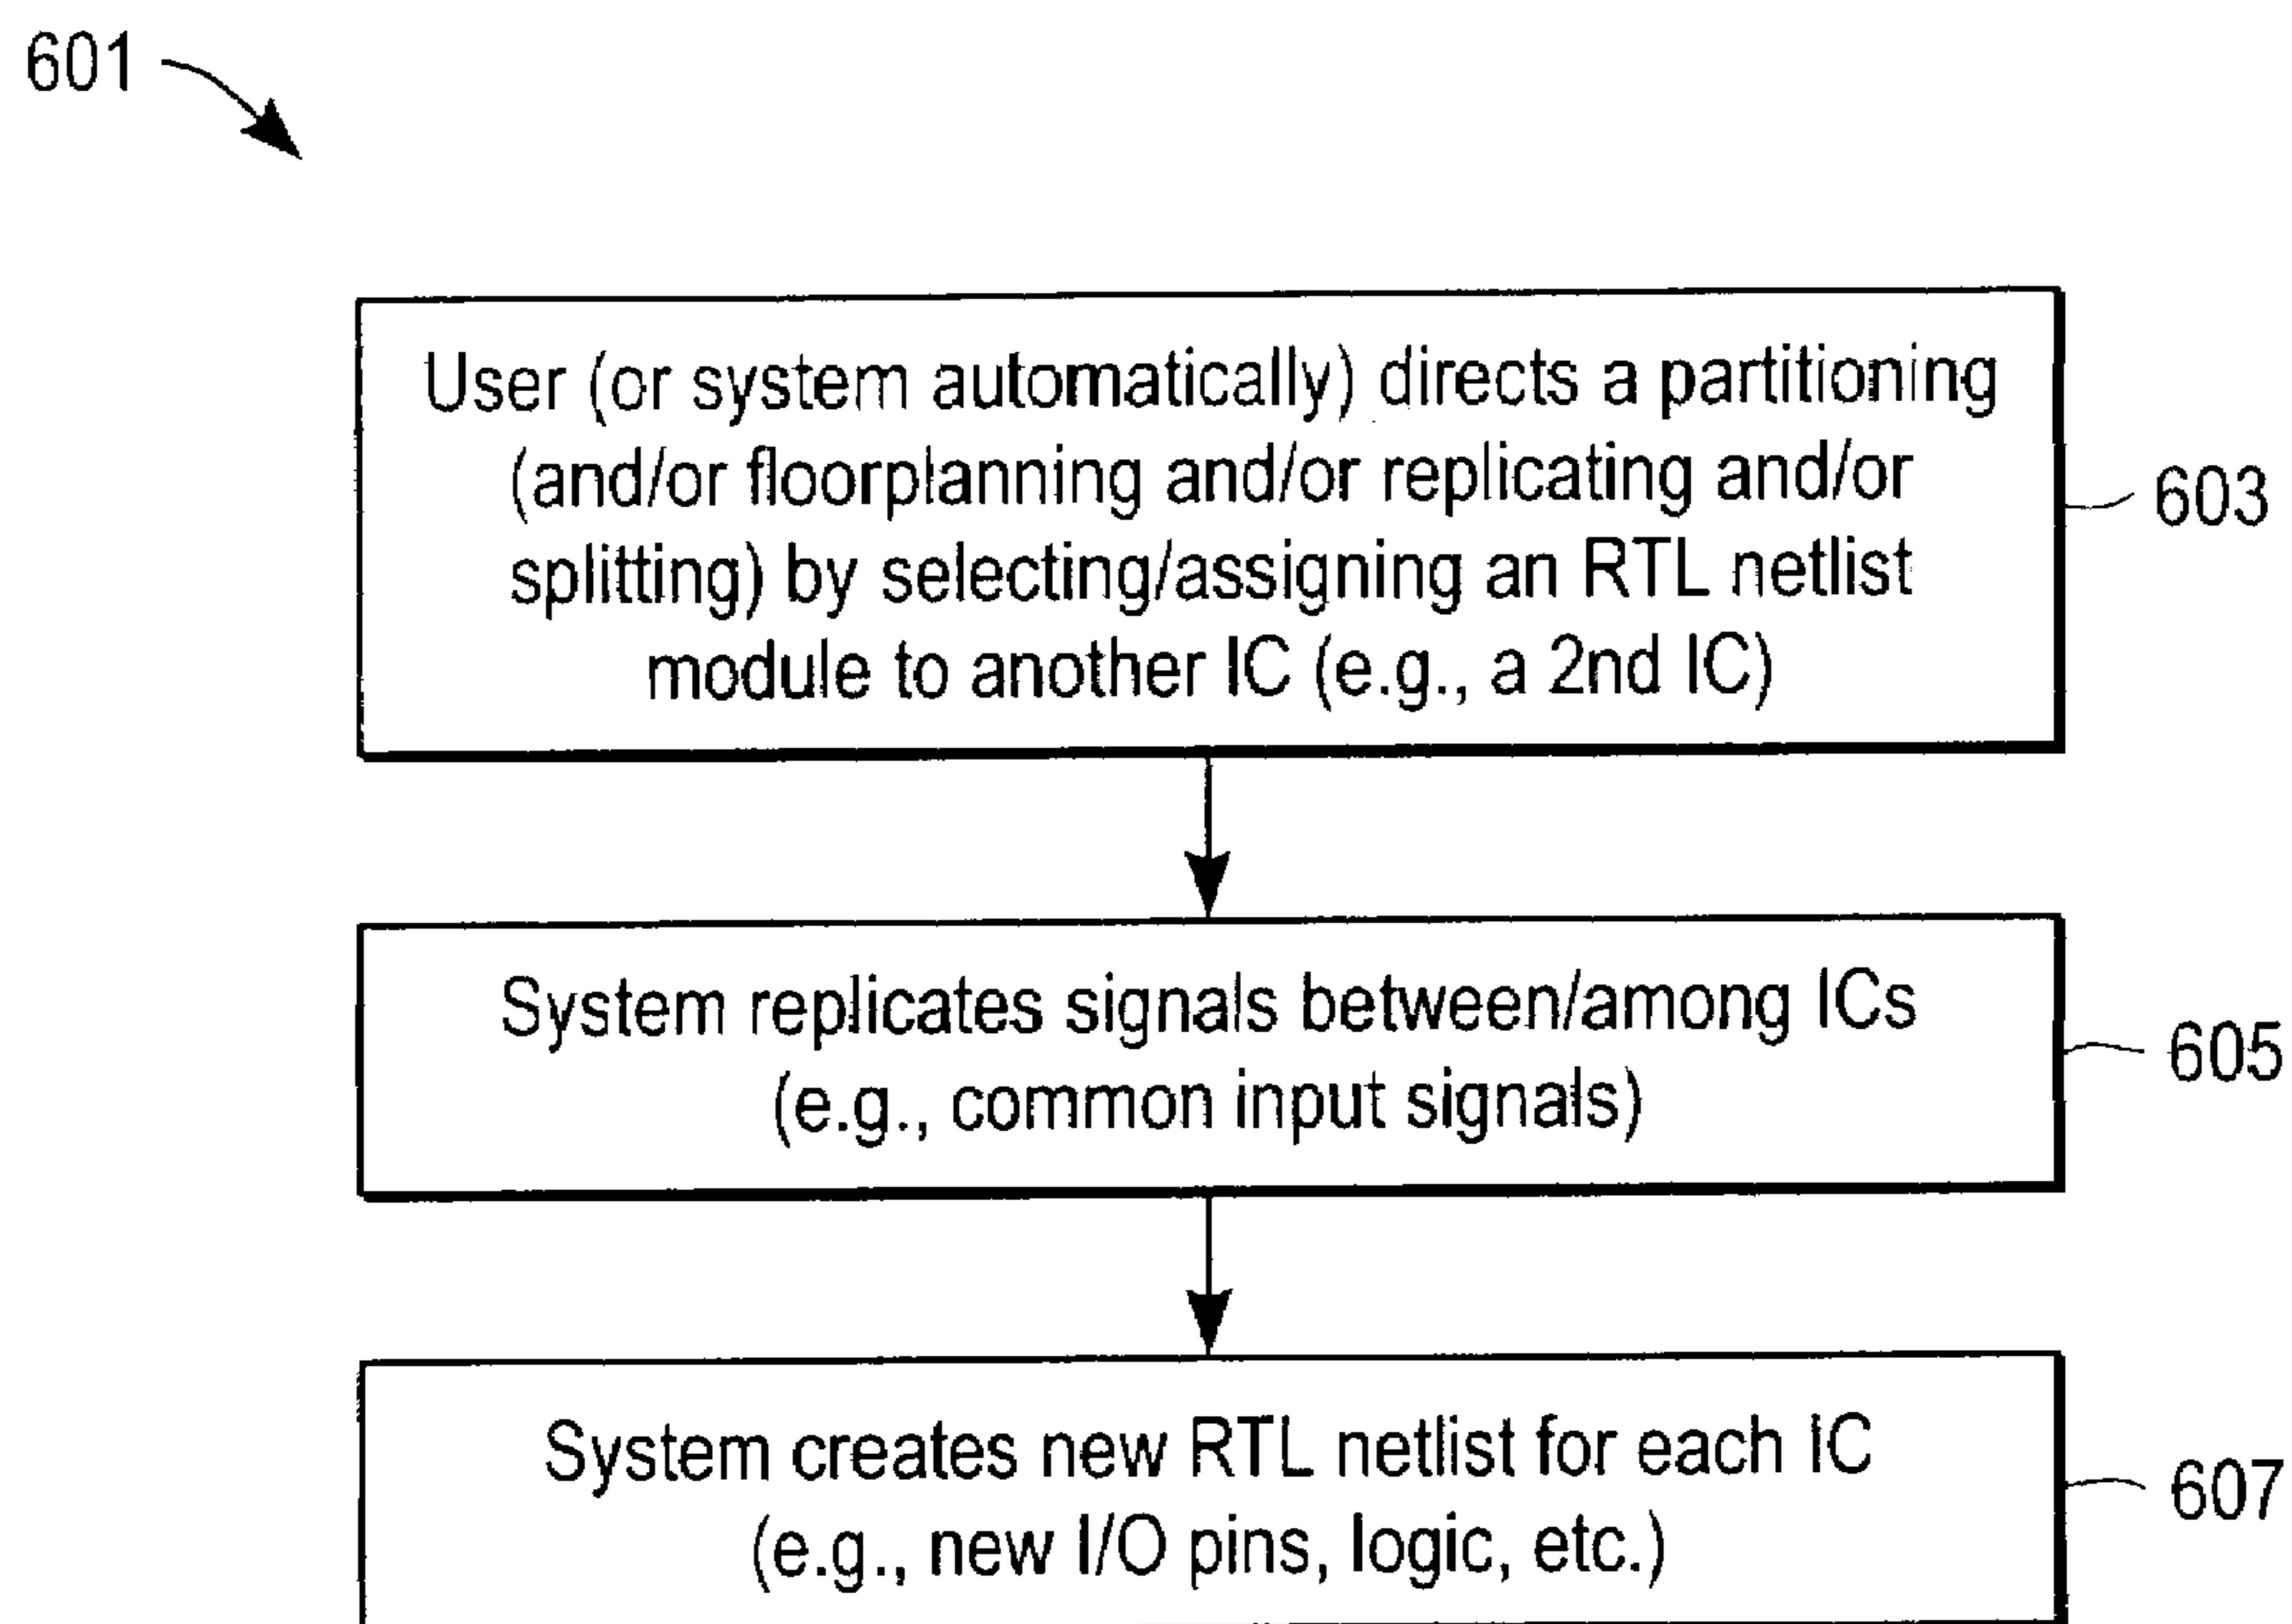 601
User (or system automatically) directs a partitioning
(and/or floorplanning and/or replicating and/or
splitting) by selecting/assigning an RTL netlist
module to another IC (e.g., a 2nd IC)
603
System replicates signals between/among ICs
(e.g., common input signals)
605
System creates new RTL netlist for each IC
(e.g., new I/O pins, logic, etc.)
607